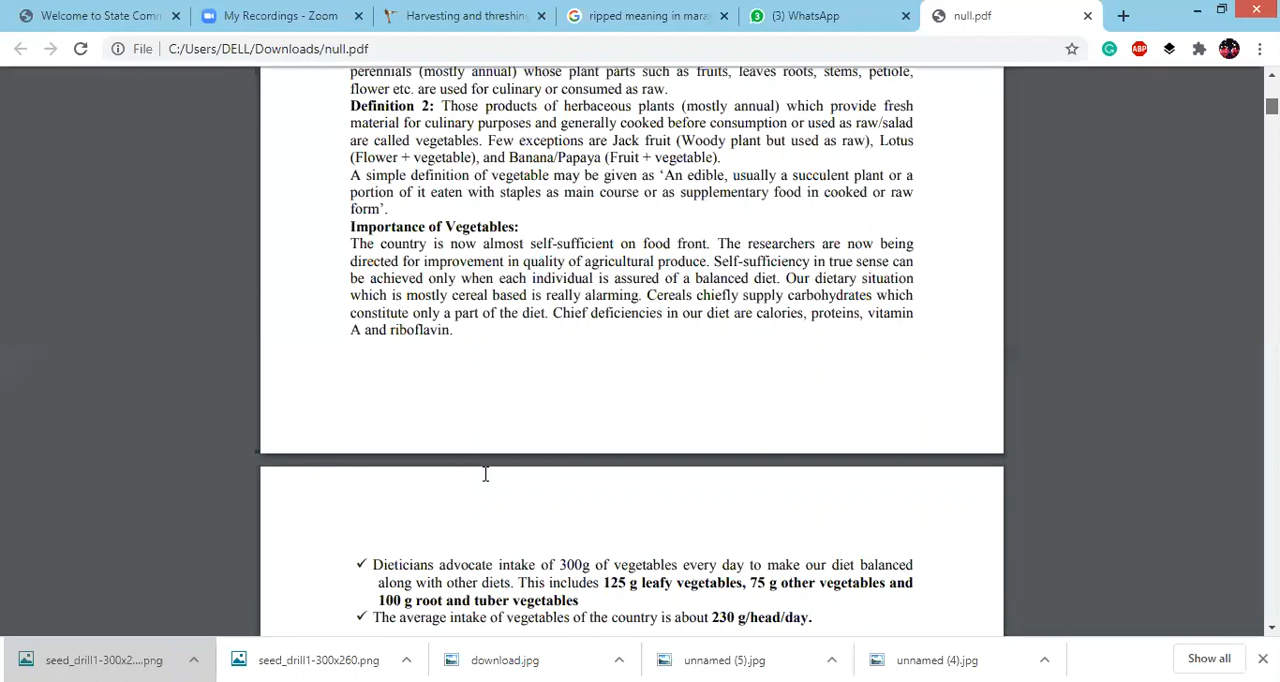 Welcome to State Comm
My Recordings - Zoom
Harvesting and threshin
ripped meaning in mara
(3) WhatsApp
null.pdf
File C:/Users/DELL/Downloads/null.pdf
perennials (mostly annual) whose plant parts such as fruits, leaves roots, stems, petiole,
flower etc. are used for culinary or consumed as raw.
Definition 2: Those products of herbaceous plants (mostly annual) which provide fresh
material for culinary purposes and generally cooked before consumption or used as raw/salad
are called vegetables. Few exceptions are Jack fruit (Woody plant but used as raw), Lotus
(Flower + vegetable), and Banana/Papaya (Fruit + vegetable).
A simple definition of vegetable may be given as ‘An edible, usually a succulent plant or a
portion of it eaten with staples as main course or as supplementary food in cooked or raw
form’.
Importance of Vegetables:
The country is now almost self-sufficient on food front. The researchers are now being
directed for improvement in quality of agricultural produce. Self-sufficiency in true sense can
be achieved only when each individual is assured of a balanced diet. Our dietary situation
which is mostly cereal based is really alarming. Cereals chiefly supply carbohydrates which
constitute only a part of the diet. Chief deficiencies in our diet are calories, proteins, vitamin
A and riboflavin.
✓ Dieticians advocate intake of 300g of vegetables every day to make our diet balanced
along with other diets. This includes 125 g leafy vegetables, 75 g other vegetables and
100 g root and tuber vegetables
✓ The average intake of vegetables of the country is about 230 g/head/day.
seed_drill1-300x2....png
seed_drill1-300x260.png
download.jpg
unnamed (5).jpg
unnamed (4).jpg
Show all
ABP